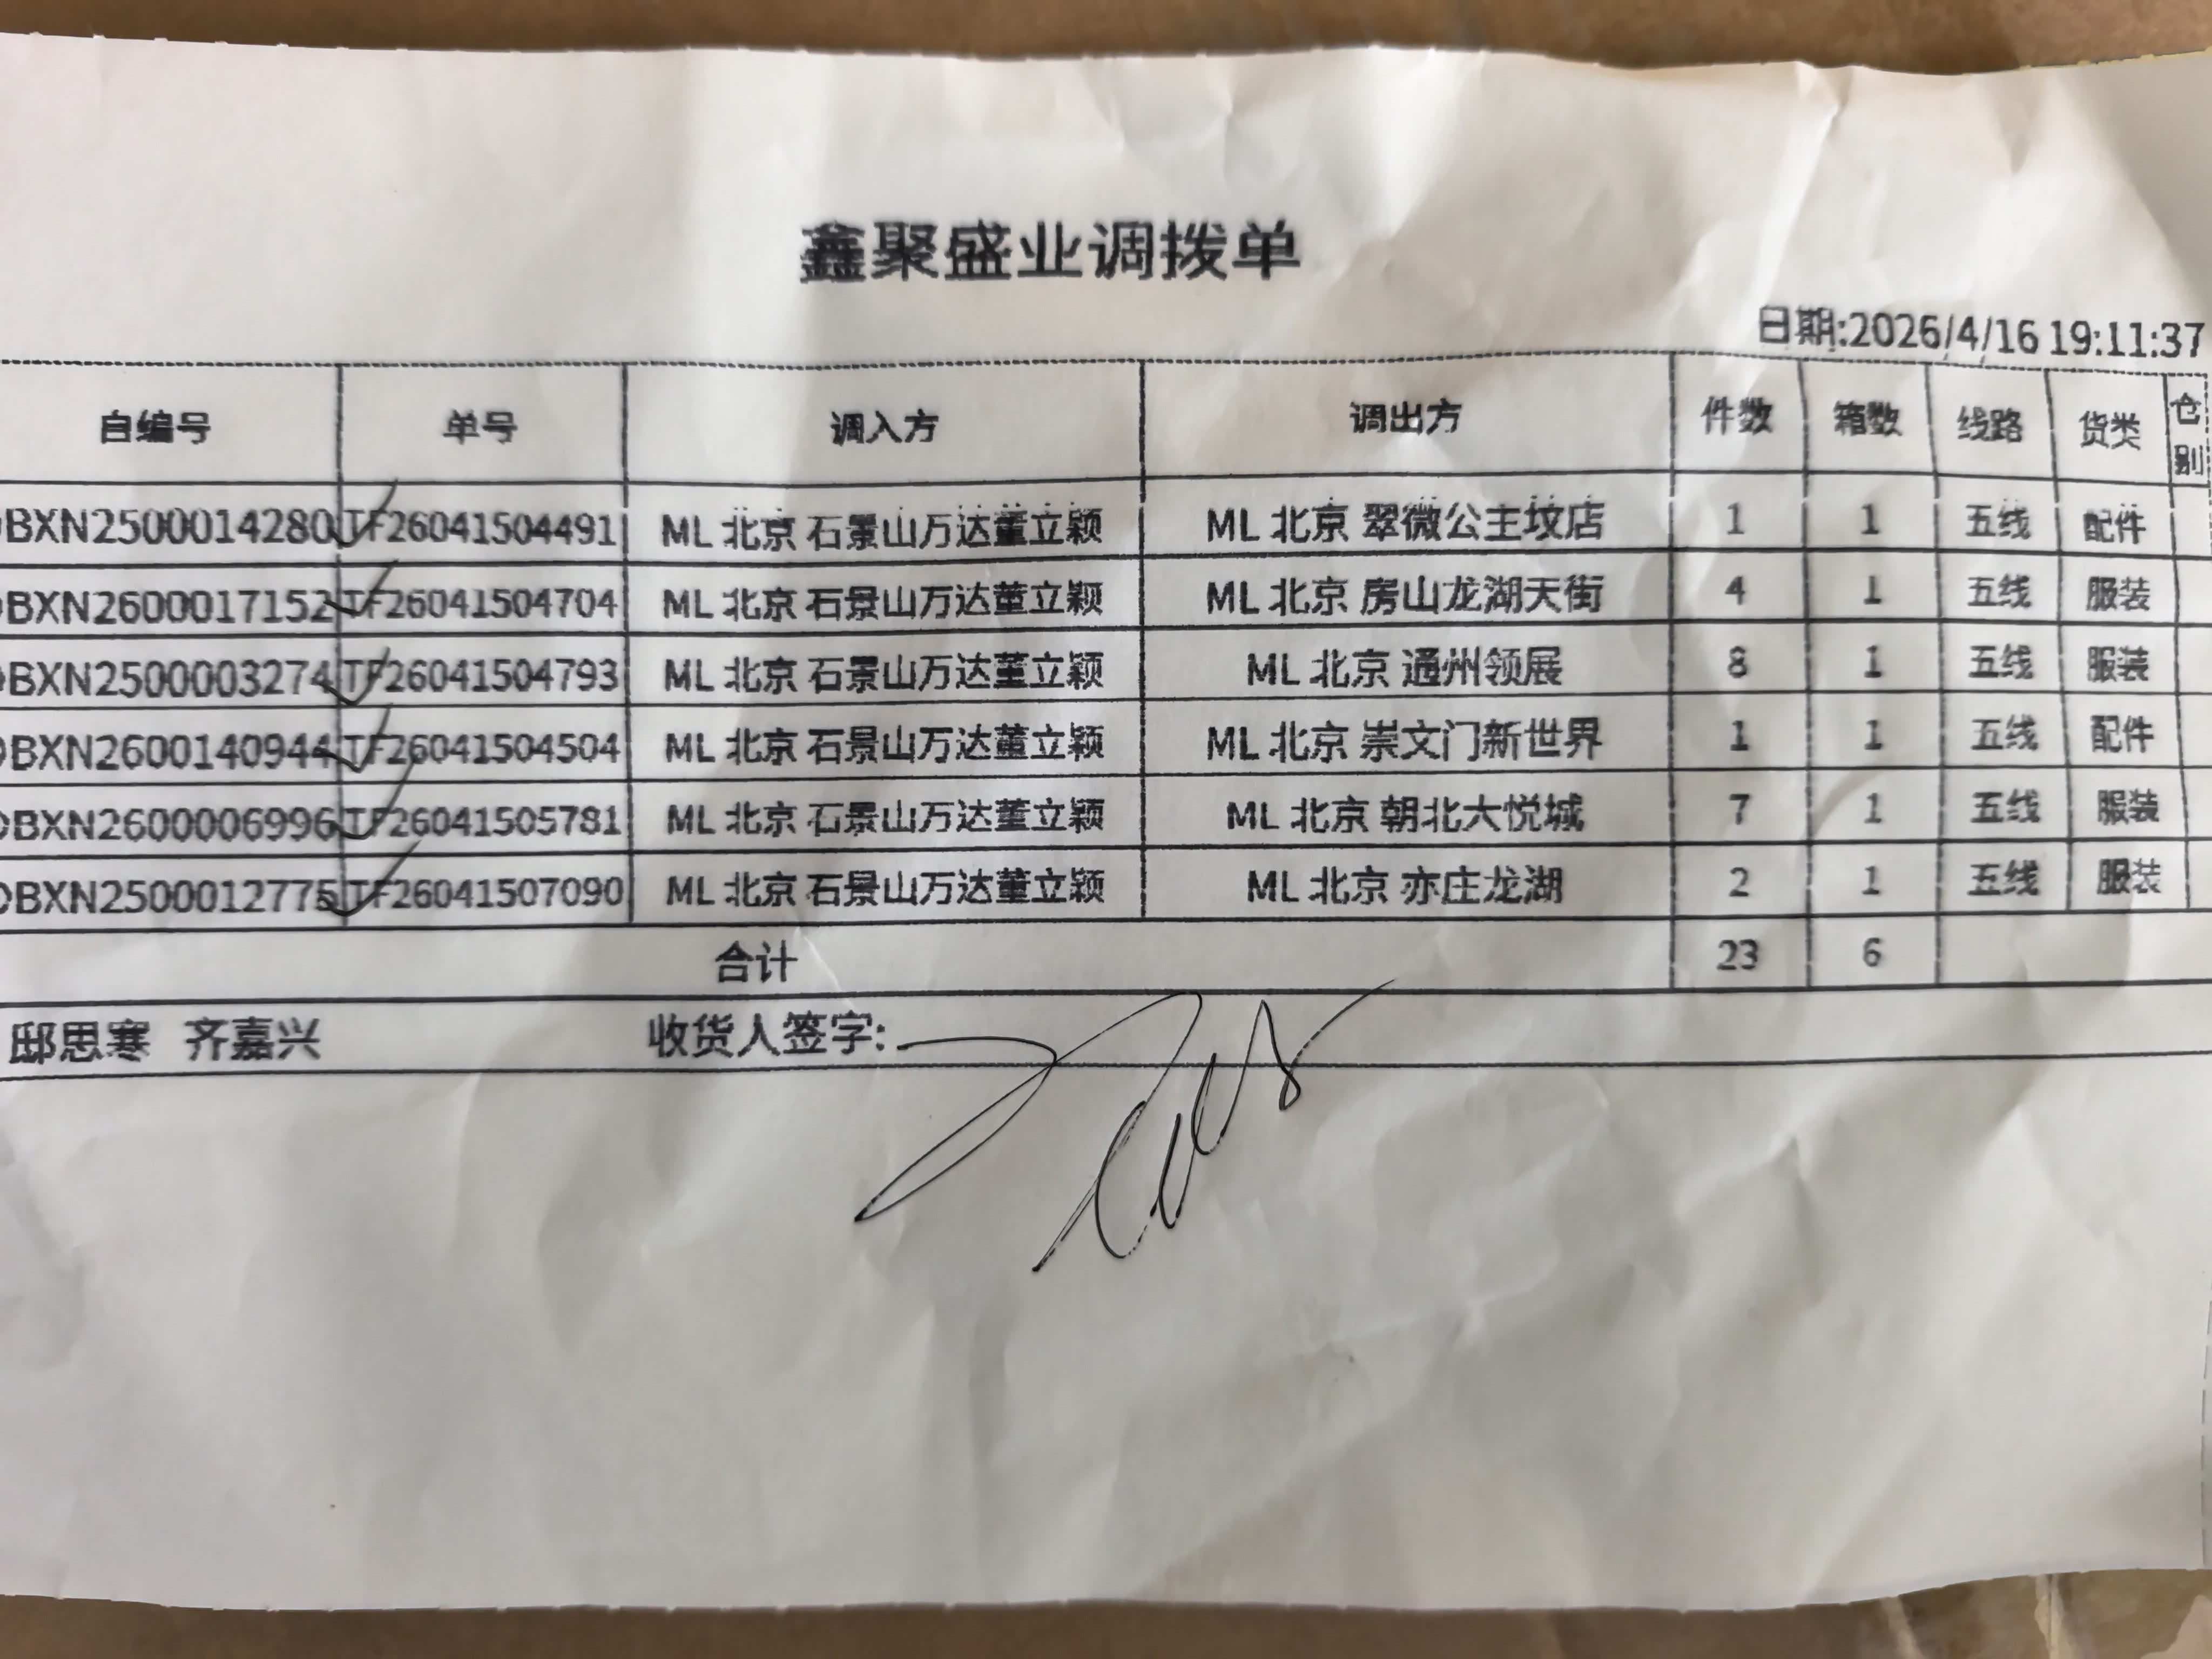 鑫聚盛业调拨单
日期:2026/4/16 19:11:37
自编号 单号 调入方 调出方 件数 箱数 线路 货类 仓别
DBXN2500014280 TF26041504491 ML 北京 石景山万达董立颖 ML 北京 翠微公主坟店 1 1 五线 配件
DBXN2600017152 TF26041504704 ML 北京 石景山万达董立颖 ML 北京 房山龙湖天街 4 1 五线 服装
DBXN2500003274 TF26041504793 ML 北京 石景山万达董立颖 ML 北京 通州领展 8 1 五线 服装
DBXN2600140944 TF26041504504 ML 北京 石景山万达董立颖 ML 北京 崇文门新世界 1 1 五线 配件
DBXN2600006996 TF26041505781 ML 北京 石景山万达董立颖 ML 北京 朝北大悦城 7 1 五线 服装
DBXN2500012775 TF26041507090 ML 北京 石景山万达董立颖 ML 北京 亦庄龙湖 2 1 五线 服装
合计 23 6
邸思寒 齐嘉兴 收货人签字: